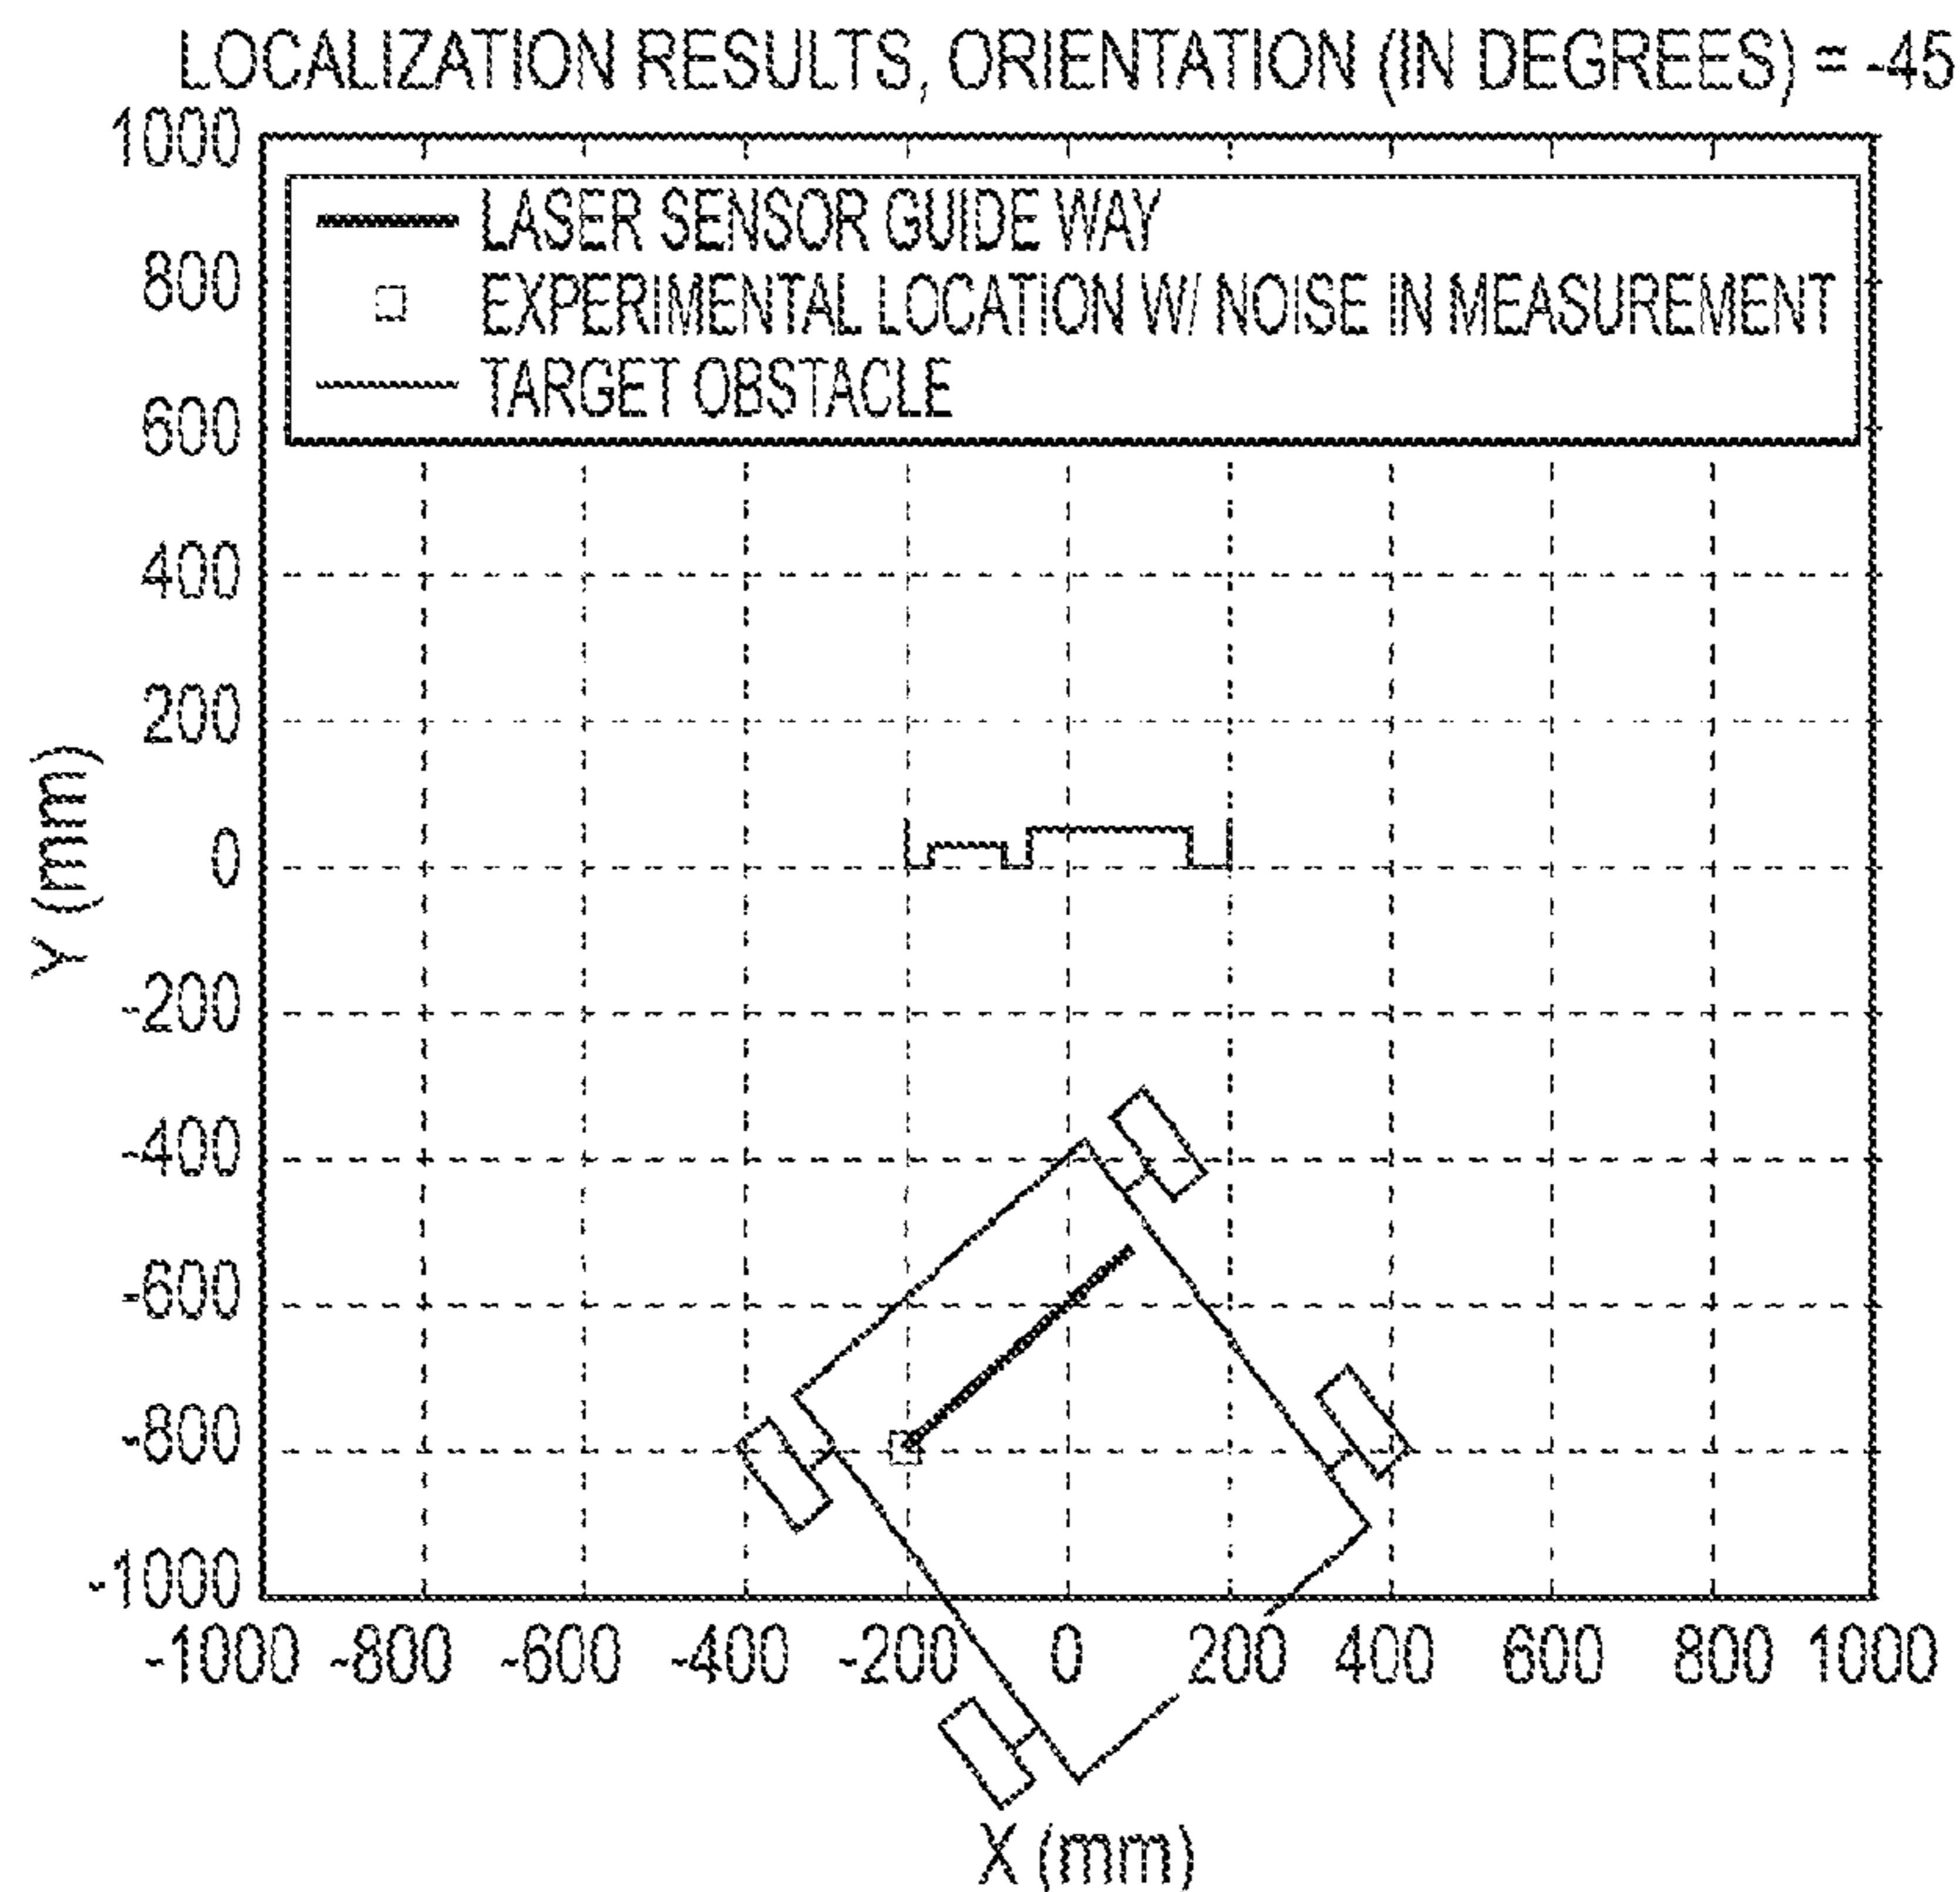 LOCALIZATION RESULTS, ORIENTATION (IN DEGREES) = -45
1000
LASER SENSOR GUIDE WAY
800
EXPERIMENTAL LOCATION W/ NOISE IN MEASUREMENT
TARGET OBSTACLE
600
400
200
Y (mm)
0
-200
-400
-600
-800
-1000
-1000 -800 -600 -400 -200 0 200 400 600 800 1000
X (mm)